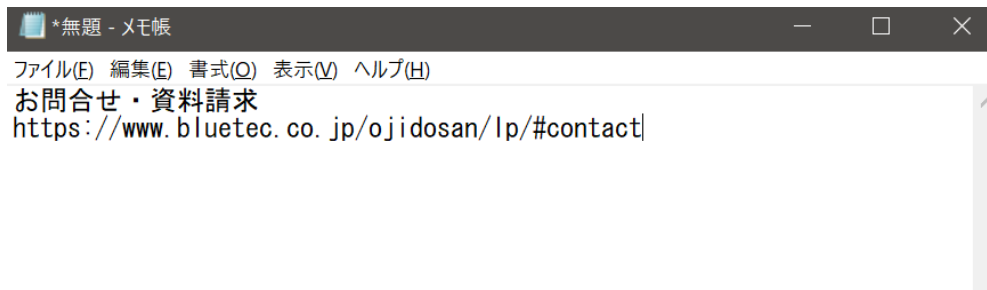 *無題 - メモ帳
ファイル(F) 編集(E) 書式(O) 表示(V) ヘルプ(H)
お問合せ・資料請求
https://www.bluetec.co.jp/ojidosan/lp/#contact